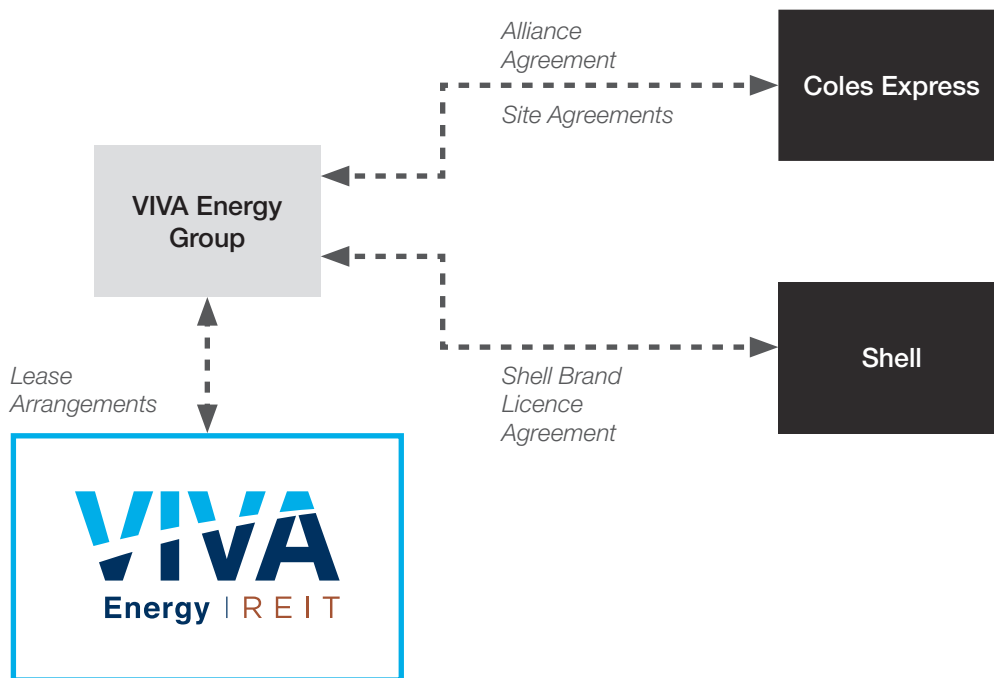 Alliance
Agreement
Site Agreements
Coles Express
VIVA Energy
Group
Shell
Shell Brand
Licence
Agreement
Lease
Arrangements
VIVA
Energy | REIT